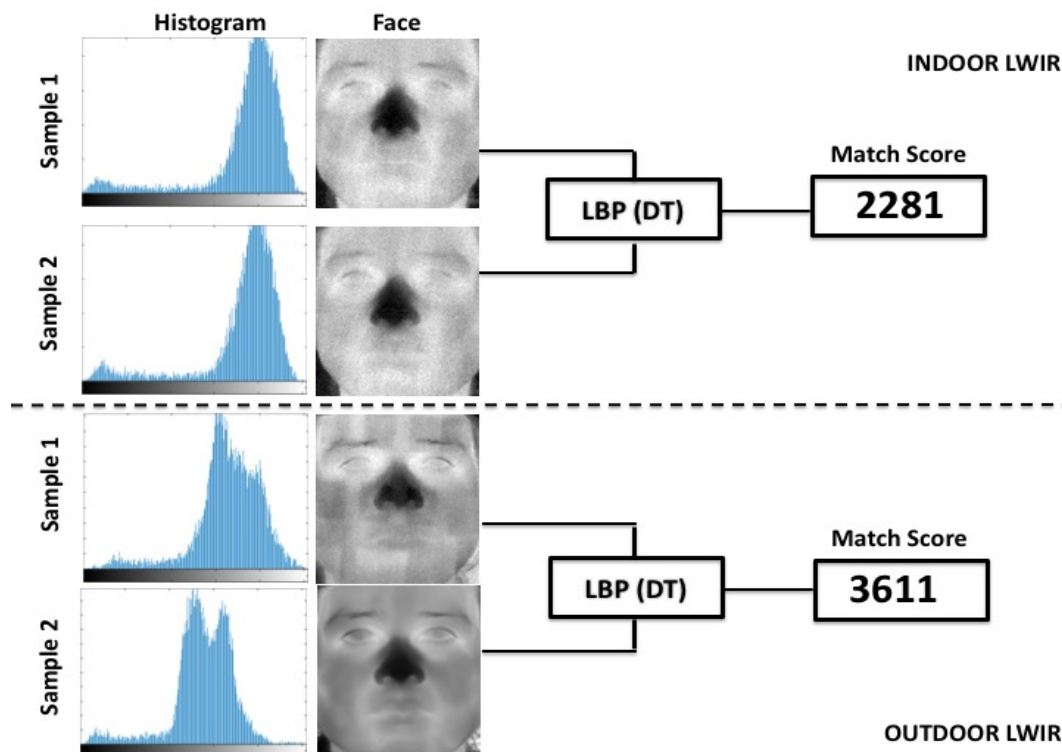 Histogram
Face
INDOOR LWIR
Sample 1
Match Score
LBP (DT)
2281
Sample 2
Sample 1
Match Score
LBP (DT)
3611
Sample 2
OUTDOOR LWIR